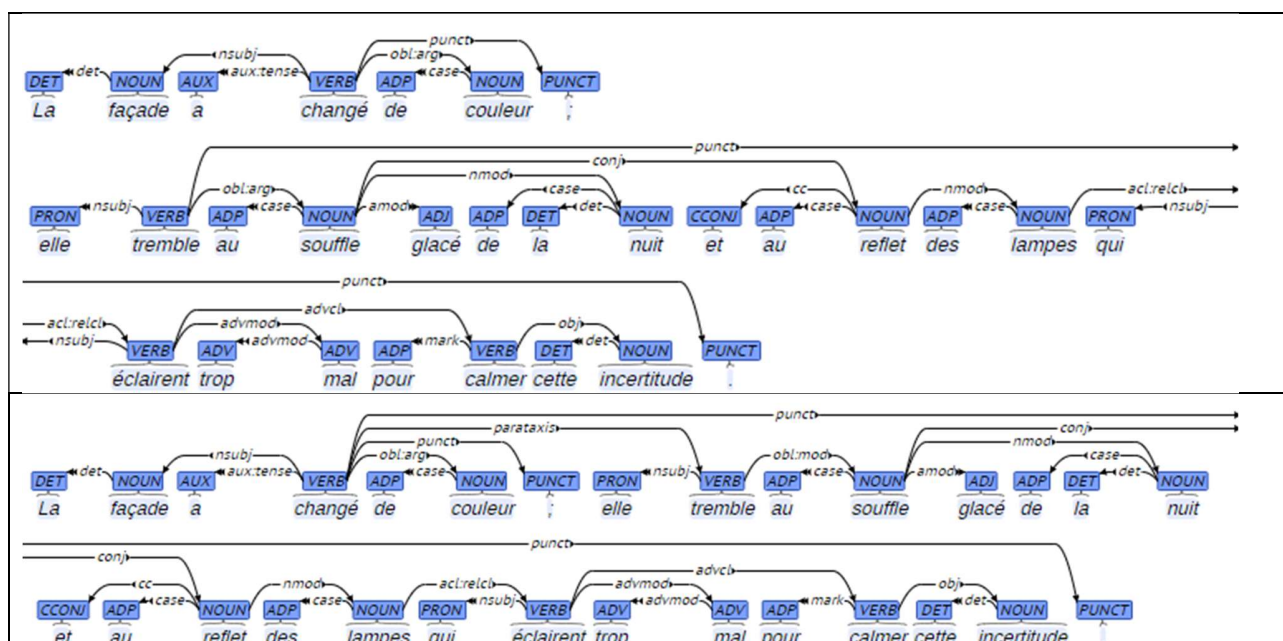 punct
nsubj obl:arg
det aux:tense case
DET NOUN AUX VERB ADP NOUN PUNCT
La façade a changé de couleur ;
punct
conj
nmod
obl:arg case cc nmod acl:relcl
nsubj case amod det case case nsubj
PRON VERB ADP NOUN ADJ ADP DET NOUN CCONJ ADP NOUN ADP NOUN PRON
elle tremble au souffle glacé de la nuit et au reflet des lampes qui
punct
advcl
acl:relcl advmod obj
nsubj advmod mark det
VERB ADV ADV ADP VERB DET NOUN PUNCT
éclairent trop mal pour calmer cette incertitude .
punct
parataxis conj
punct nmod
nsubj obl:arg obl:mod case
det aux:tense case nsubj case amod det
DET NOUN AUX VERB ADP NOUN PUNCT PRON VERB ADP NOUN ADJ ADP DET NOUN
La façade a changé de couleur ; elle tremble au souffle glacé de la nuit
punct
conj
advcl
cc nmod acl:relcl advmod obj
case case nsubj advmod mark det
CCONJ ADP NOUN ADP NOUN PRON VERB ADV ADV ADP VERB DET NOUN PUNCT
et au reflet des lampes qui éclairent trop mal pour calmer cette incertitude .